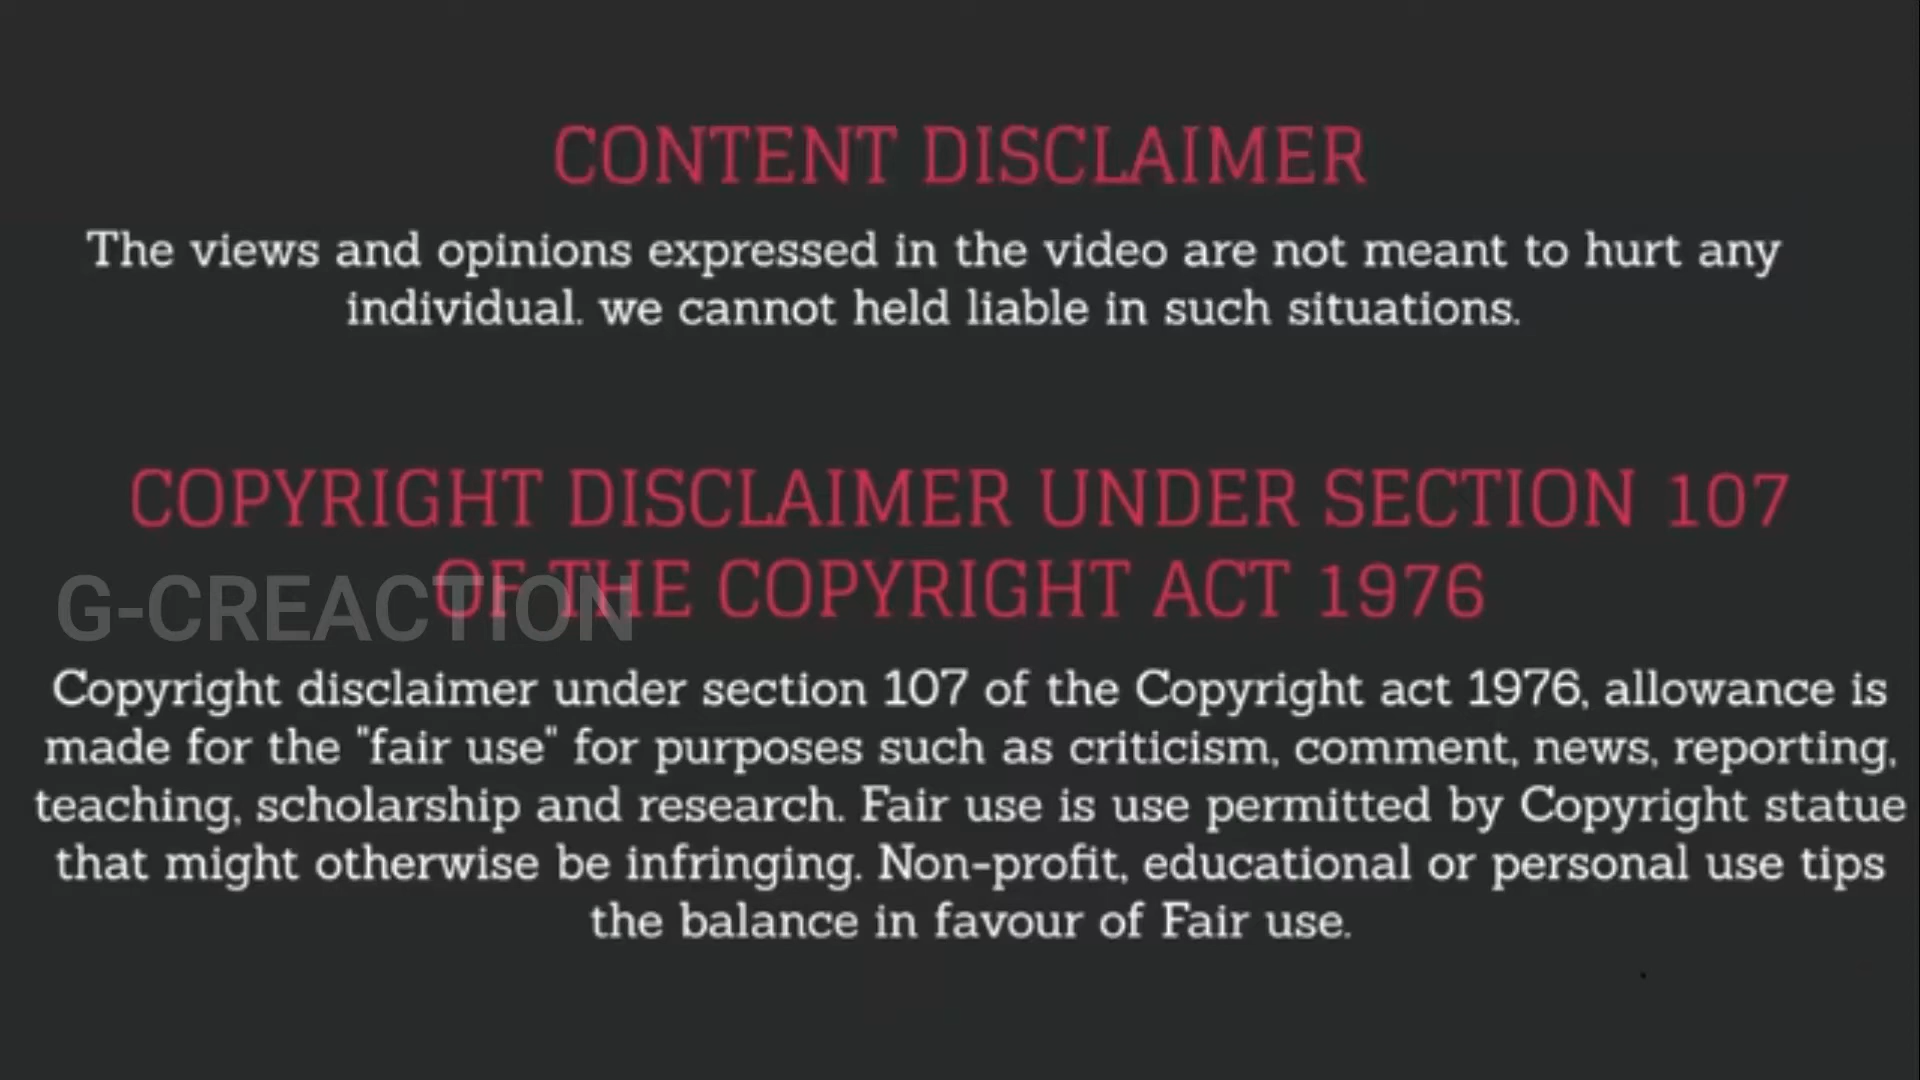 CONTENT DISCLAIMER
The views and opinions expressed in the video are not meant to hurt any
individual. we cannot held liable in such situations.
COPYRIGHT DISCLAIMER UNDER SECTION 107
OF THE COPYRIGHT ACT 1976
G-CREACTION
Copyright disclaimer under section 107 of the Copyright act 1976, allowance is
made for the "fair use" for purposes such as criticism, comment, news, reporting,
teaching, scholarship and research. Fair use is use permitted by Copyright statue
that might otherwise be infringing. Non-profit, educational or personal use tips
the balance in favour of Fair use.